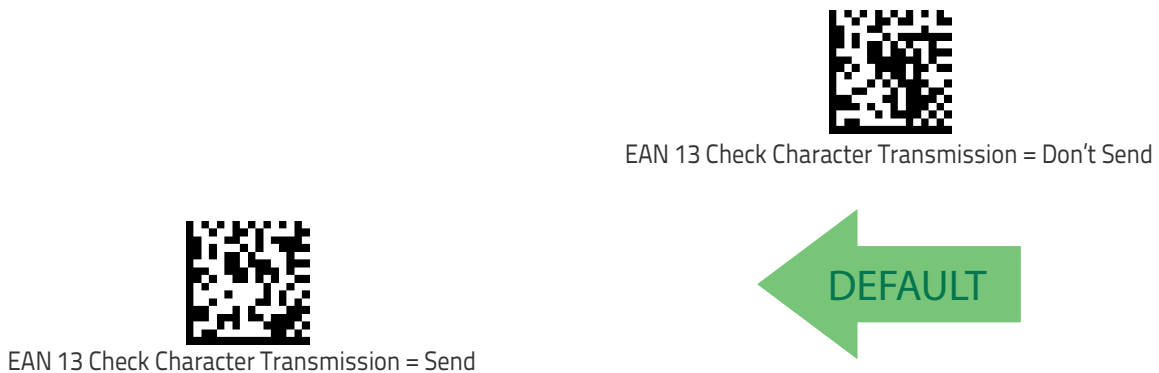 EAN 13 Check Character Transmission = Don't Send
DEFAULT
EAN 13 Check Character Transmission = Send